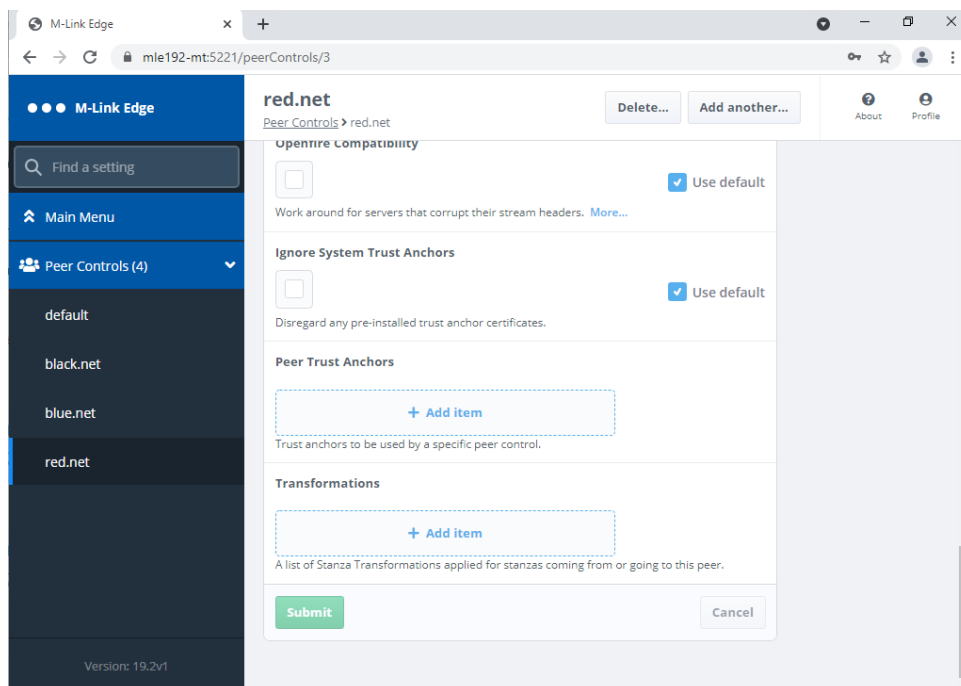 M-Link Edge
mle192-mt:5221/peerControls/3
M-Link Edge
red.net
Peer Controls > red.net
Delete...
Add another...
About
Profile
Find a setting
Main Menu
Peer Controls (4)
default
black.net
blue.net
red.net
Version: 19.2v1
Openfire Compatibility
Use default
Work around for servers that corrupt their stream headers. More...
Ignore System Trust Anchors
Use default
Disregard any pre-installed trust anchor certificates.
Peer Trust Anchors
+ Add item
Trust anchors to be used by a specific peer control.
Transformations
+ Add item
A list of Stanza Transformations applied for stanzas coming from or going to this peer.
Submit
Cancel